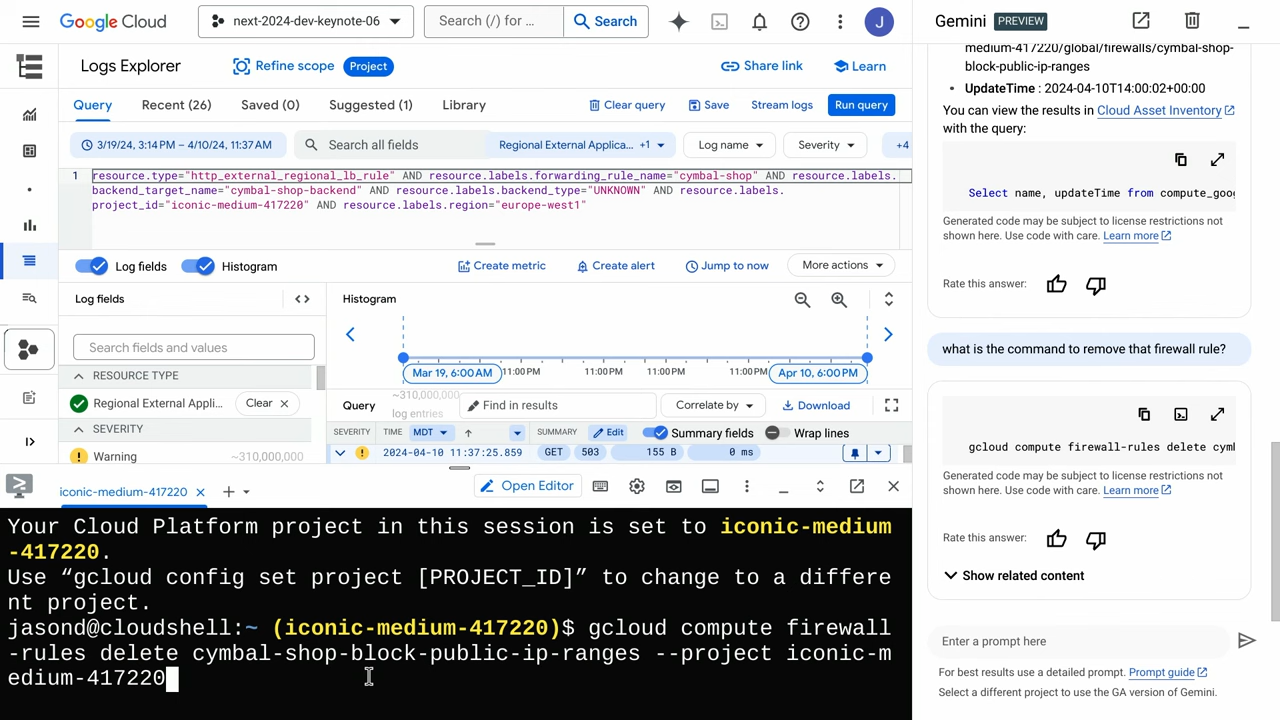 Google Cloud
next-2024-dev-keynote-06
Search (/) for ...
Search
J
Logs Explorer
Refine scope
Project
Share link
Learn
Query
Recent (26)
Saved (0)
Suggested (1)
Library
Clear query
Save
Stream logs
Run query
3/19/24, 3:14 PM – 4/10/24, 11:37 AM
Search all fields
Regional External Applica... +1
Log name
Severity
+4
1 resource.type="http_external_regional_lb_rule" AND resource.labels.forwarding_rule_name="cymbal-shop" AND resource.labels.
backend_target_name="cymbal-shop-backend" AND resource.labels.backend_type="UNKNOWN" AND resource.labels.
project_id="iconic-medium-417220" AND resource.labels.region="europe-west1"
Log fields
Histogram
Create metric
Create alert
Jump to now
More actions
Log fields
Search fields and values
RESOURCE TYPE
Regional External Appli...
Clear
SEVERITY
Warning
~310,000,000
Histogram
Mar 19, 6:00 AM
11:00 PM
11:00 PM
11:00 PM
11:00 PM
Apr 10, 6:00 PM
Query
~310,000,000
log entries
Find in results
Correlate by
Download
SEVERITY
TIME
MDT
SUMMARY
Edit
Summary fields
Wrap lines
2024-04-10 11:37:25.859
GET
503
155 B
0 ms
iconic-medium-417220
Open Editor
Your Cloud Platform project in this session is set to iconic-medium
-417220.
Use “gcloud config set project [PROJECT_ID]” to change to a differe
nt project.
jasond@cloudshell:~ (iconic-medium-417220)$ gcloud compute firewall
-rules delete cymbal-shop-block-public-ip-ranges --project iconic-m
edium-417220
Gemini
PREVIEW
medium-417220/global/firewalls/cymbal-shop-
block-public-ip-ranges
• UpdateTime : 2024-04-10T14:00:02+00:00
You can view the results in Cloud Asset Inventory
with the query:
Select name, updateTime from compute_goog
Generated code may be subject to license restrictions not
shown here. Use code with care. Learn more
Rate this answer:
what is the command to remove that firewall rule?
gcloud compute firewall-rules delete cymb
Generated code may be subject to license restrictions not
shown here. Use code with care. Learn more
Rate this answer:
Show related content
Enter a prompt here
For best results use a detailed prompt. Prompt guide
Select a different project to use the GA version of Gemini.